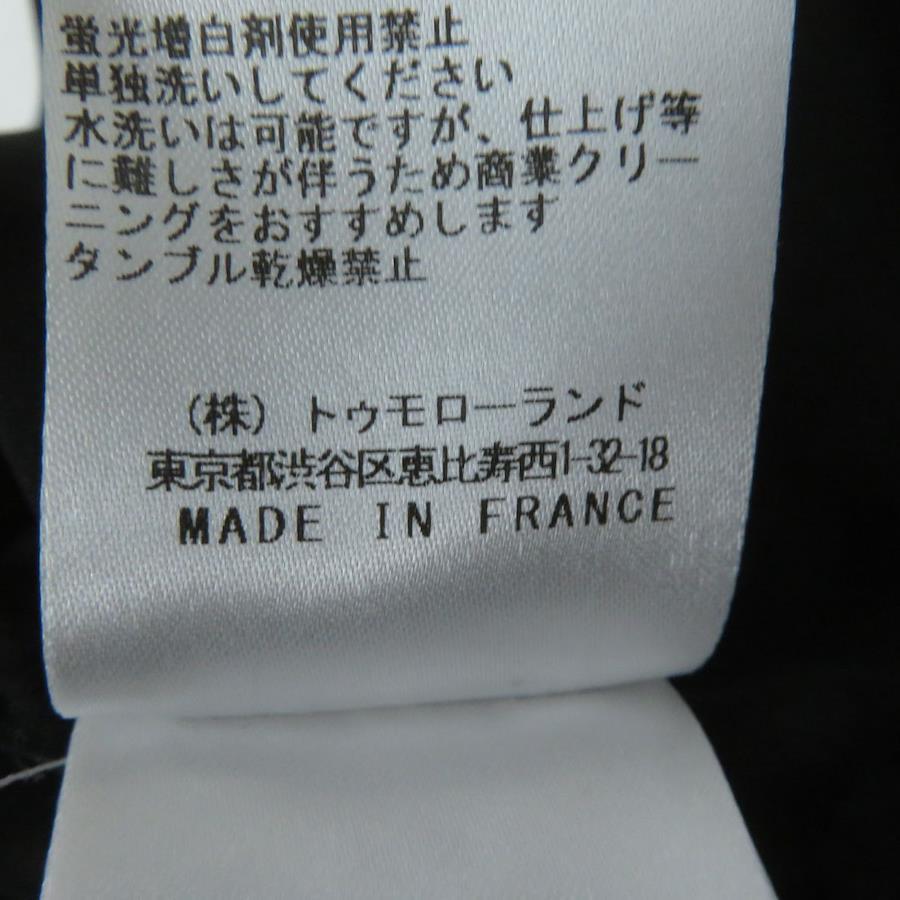 蛍光増白剤使用禁止
単独洗いしてください
水洗いは可能ですが、仕上げ等
に難しさが伴うため商業クリー
ニングをおすすめします
タンブル乾燥禁止
(株) トゥモローランド
東京都渋谷区恵比寿西1-32-18
MADE IN FRANCE